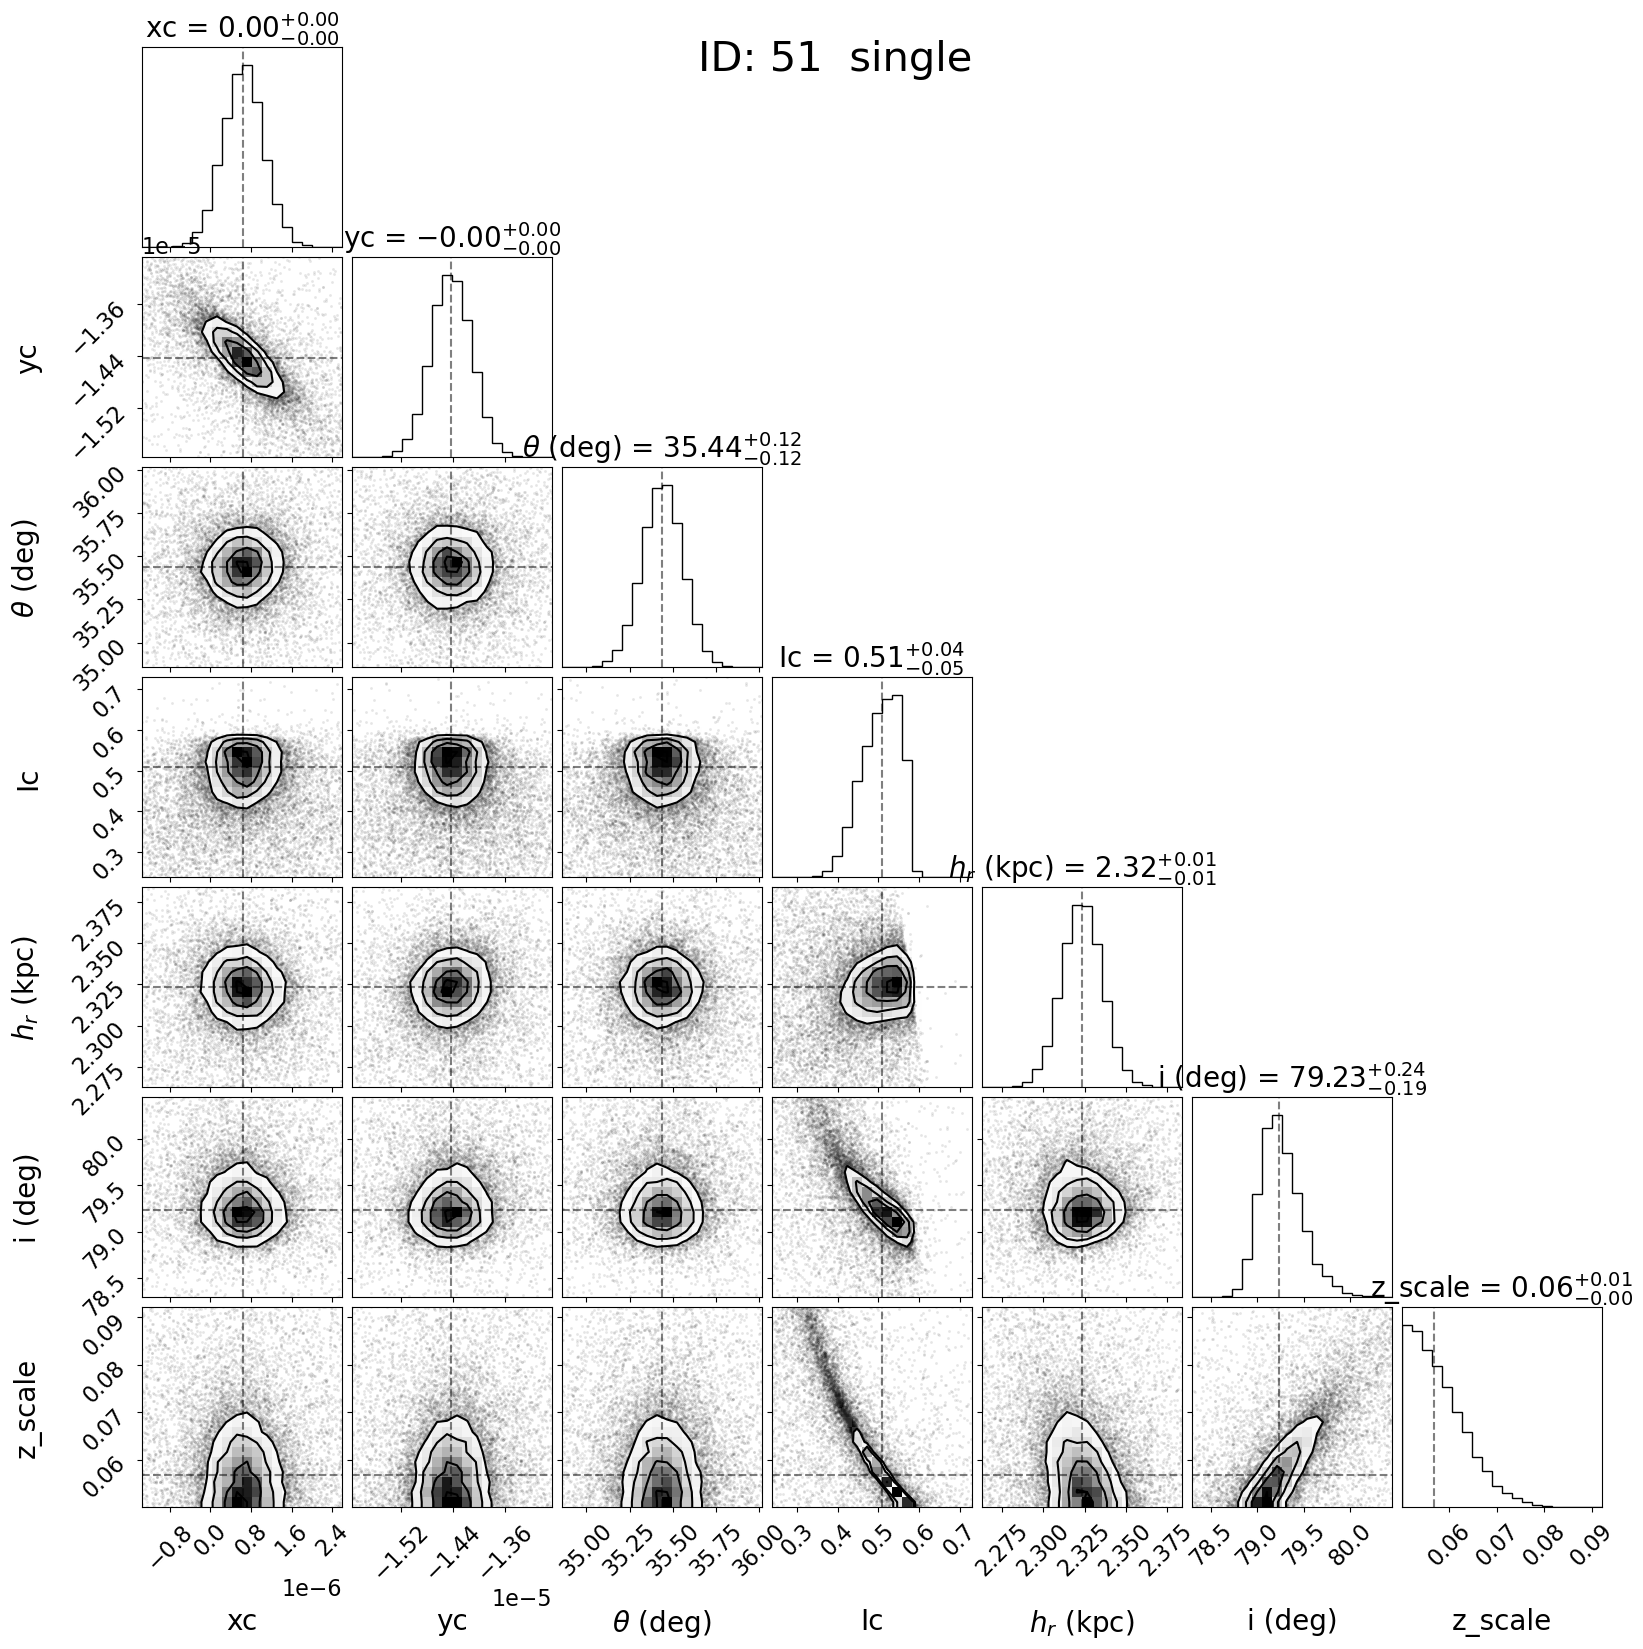 xc = 0.00+0.00 −0.00
ID: 51 single
1e−5
yc = −0.00+0.00 −0.00
−1.36
−1.44
−1.52
yc
θ (deg) = 35.44+0.12 −0.12
36.00
35.75
35.50
35.25
35.00
θ (deg)
Ic = 0.51+0.04 −0.05
0.7
0.6
0.5
0.4
0.3
Ic
hr (kpc) = 2.32+0.01 −0.01
2.375
2.350
2.325
2.300
2.275
hr (kpc)
i (deg) = 79.23+0.24 −0.19
80.0
79.5
79.0
78.5
i (deg)
z_scale = 0.06+0.01 −0.00
0.09
0.08
0.07
0.06
z_scale
−0.8 0.0 0.8 1.6 2.4 −1.52 −1.44 −1.36 35.00 35.25 35.50 35.75 36.00 0.3 0.4 0.5 0.6 0.7 2.275 2.300 2.325 2.350 2.375 78.5 79.0 79.5 80.0 0.06 0.07 0.08 0.09
1e−6 1e−5
xc yc θ (deg) Ic hr (kpc) i (deg) z_scale